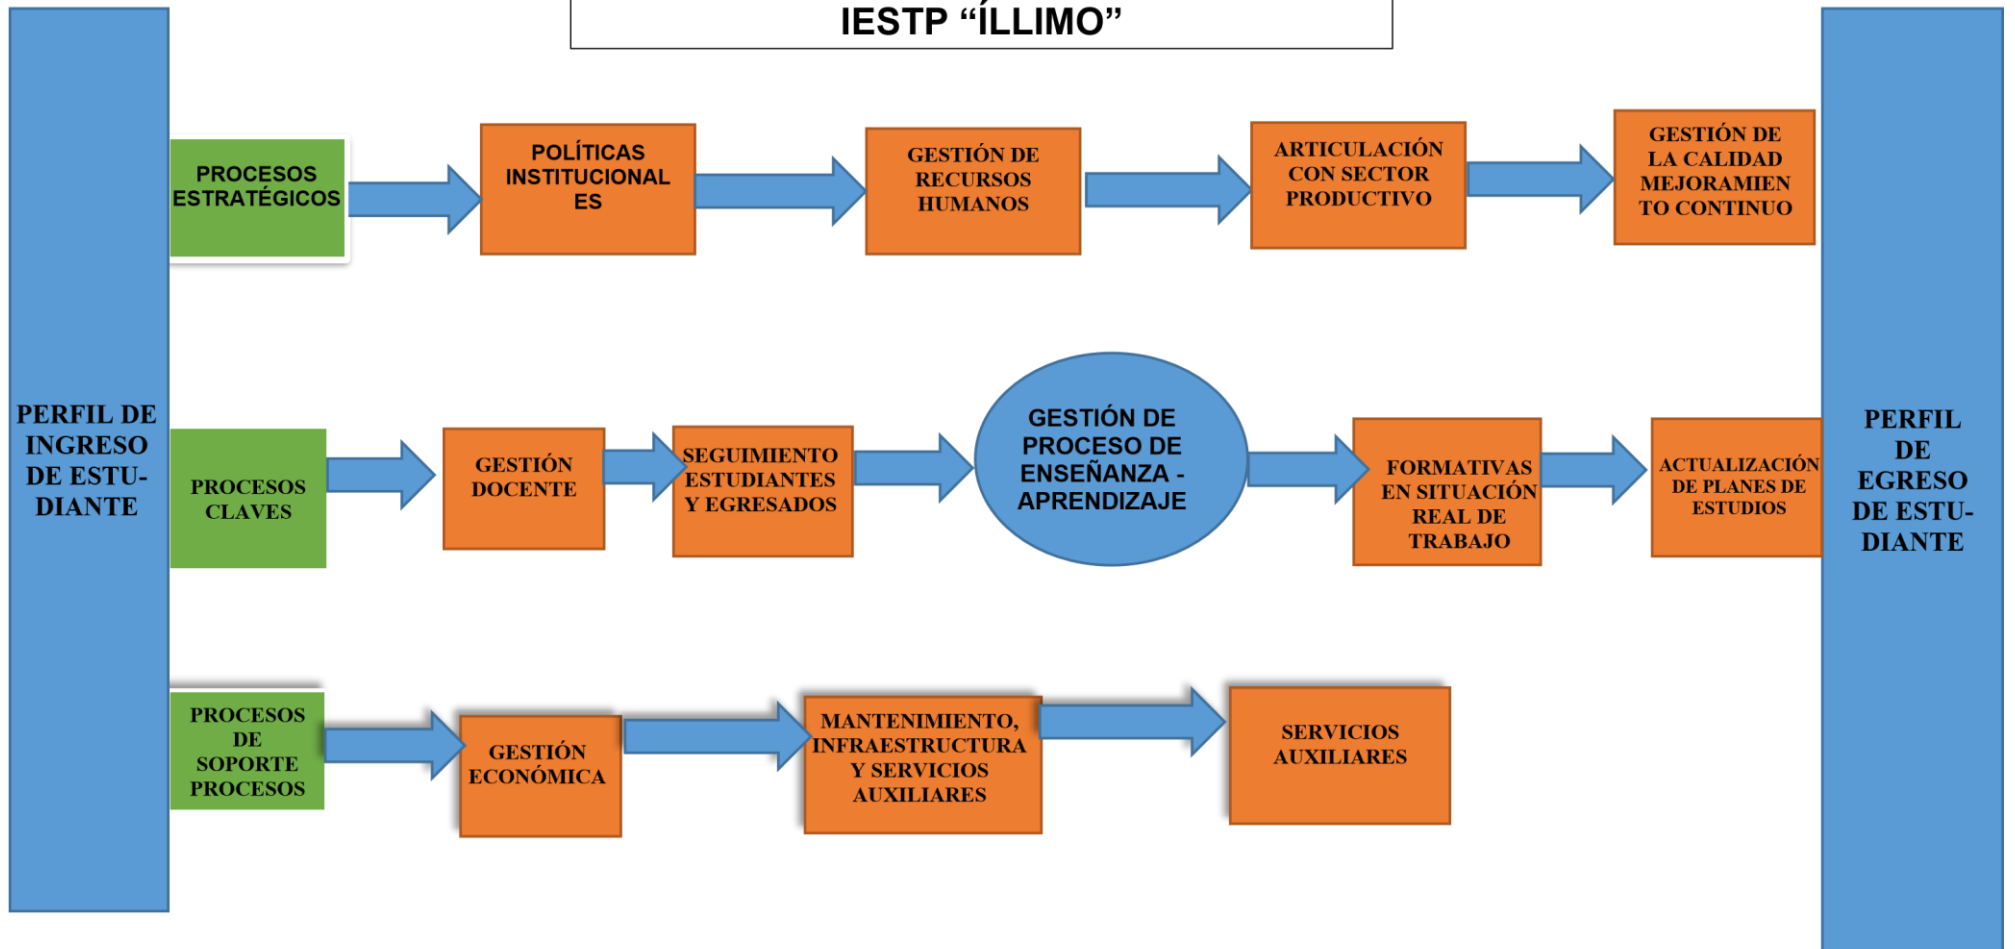 IESTP “ÍLLIMO”
PERFIL DE
INGRESO
DE ESTU-
DIANTE
PROCESOS
ESTRATÉGICOS
POLÍTICAS
INSTITUCIONAL
ES
GESTIÓN DE
RECURSOS
HUMANOS
ARTICULACIÓN
CON SECTOR
PRODUCTIVO
GESTIÓN DE
LA CALIDAD
MEJORAMIEN
TO CONTINUO
PROCESOS
CLAVES
GESTIÓN
DOCENTE
SEGUIMIENTO
ESTUDIANTES
Y EGRESADOS
GESTIÓN DE
PROCESO DE
ENSEÑANZA -
APRENDIZAJE
FORMATIVAS
EN SITUACIÓN
REAL DE
TRABAJO
ACTUALIZACIÓN
DE PLANES DE
ESTUDIOS
PROCESOS
DE
SOPORTE
PROCESOS
GESTIÓN
ECONÓMICA
MANTENIMIENTO,
INFRAESTRUCTURA
Y SERVICIOS
AUXILIARES
SERVICIOS
AUXILIARES
PERFIL
DE
EGRESO
DE ESTU-
DIANTE